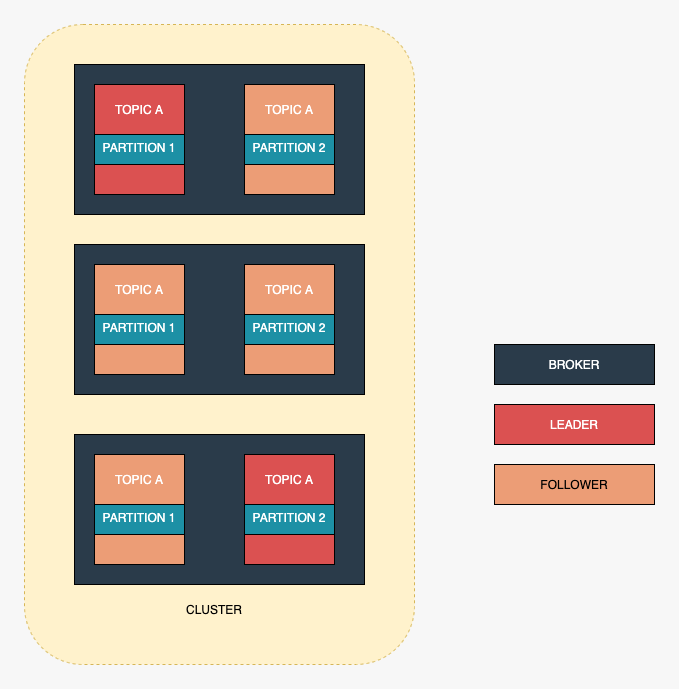 TOPIC A
TOPIC A
PARTITION 1
PARTITION 2
TOPIC A
TOPIC A
PARTITION 1
PARTITION 2
TOPIC A
TOPIC A
PARTITION 1
PARTITION 2
CLUSTER
BROKER
LEADER
FOLLOWER